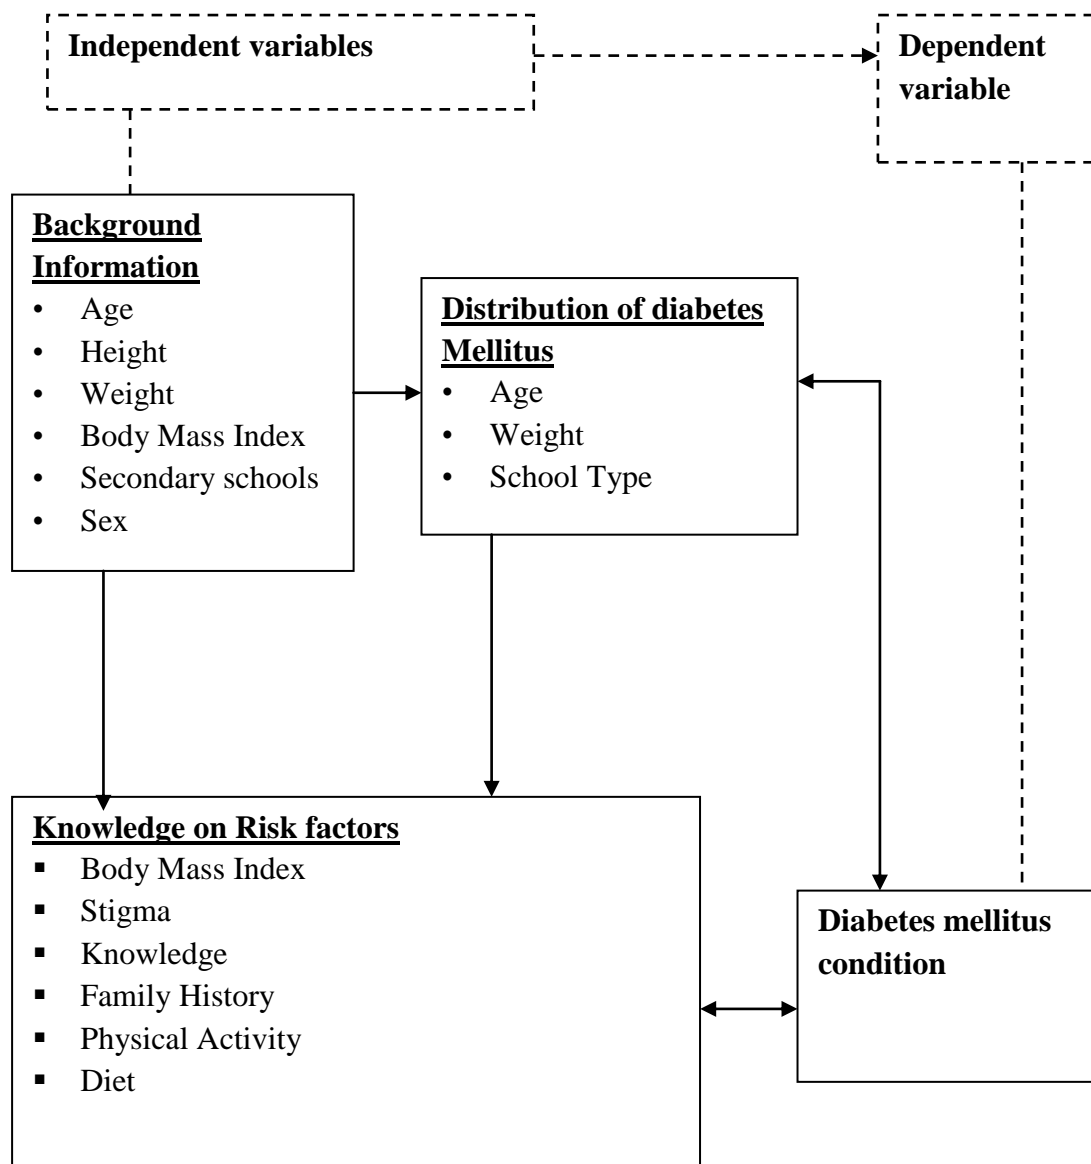 Independent variables
Dependent
variable
Background
Information
• Age
• Height
• Weight
• Body Mass Index
• Secondary schools
• Sex
Distribution of diabetes
Mellitus
• Age
• Weight
• School Type
Knowledge on Risk factors
▪ Body Mass Index
▪ Stigma
▪ Knowledge
▪ Family History
▪ Physical Activity
▪ Diet
Diabetes mellitus
condition